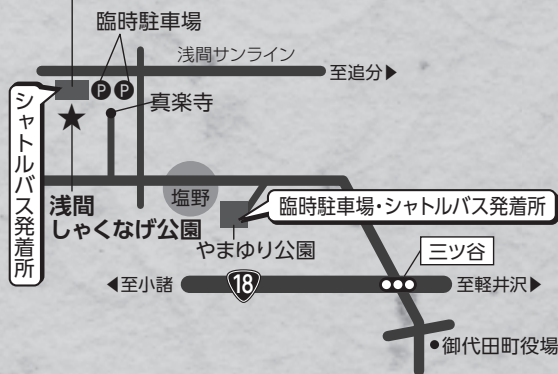 臨時駐車場
浅間サンライン
至追分▶
P P
真楽寺
シャトルバス発着所
★
塩野
浅間
しゃくなげ公園
臨時駐車場・シャトルバス発着所
やまゆり公園
三ツ谷
◀至小諸
18
至軽井沢▶
●御代田町役場